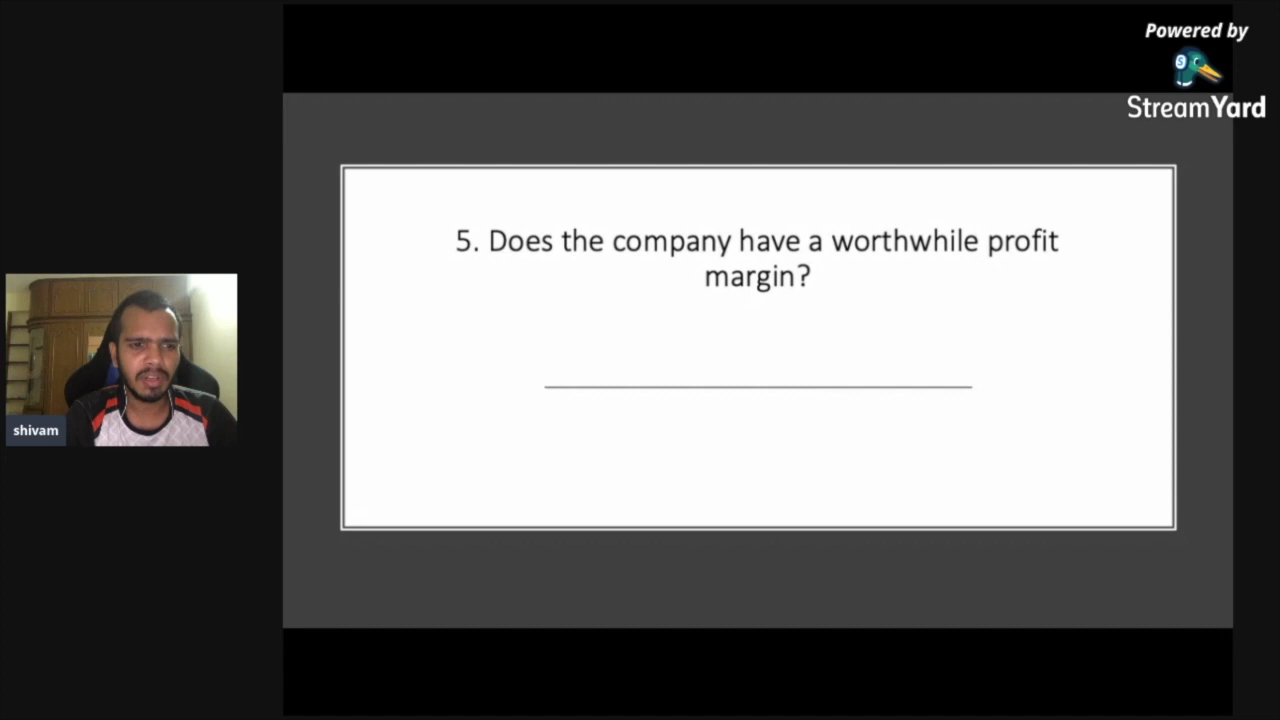 Powered by
StreamYard
5. Does the company have a worthwhile profit
margin?
shivam